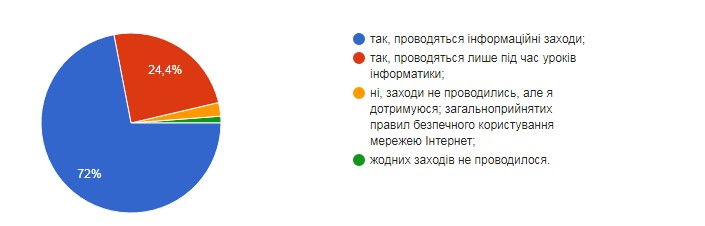 24,4%
72%
так, проводяться інформаційні заходи;
так, проводяться лише під час уроків
інформатики;
ні, заходи не проводились, але я
дотримуюся; загальноприйнятих
правил безпечного користування
мережею Інтернет;
жодних заходів не проводилося.